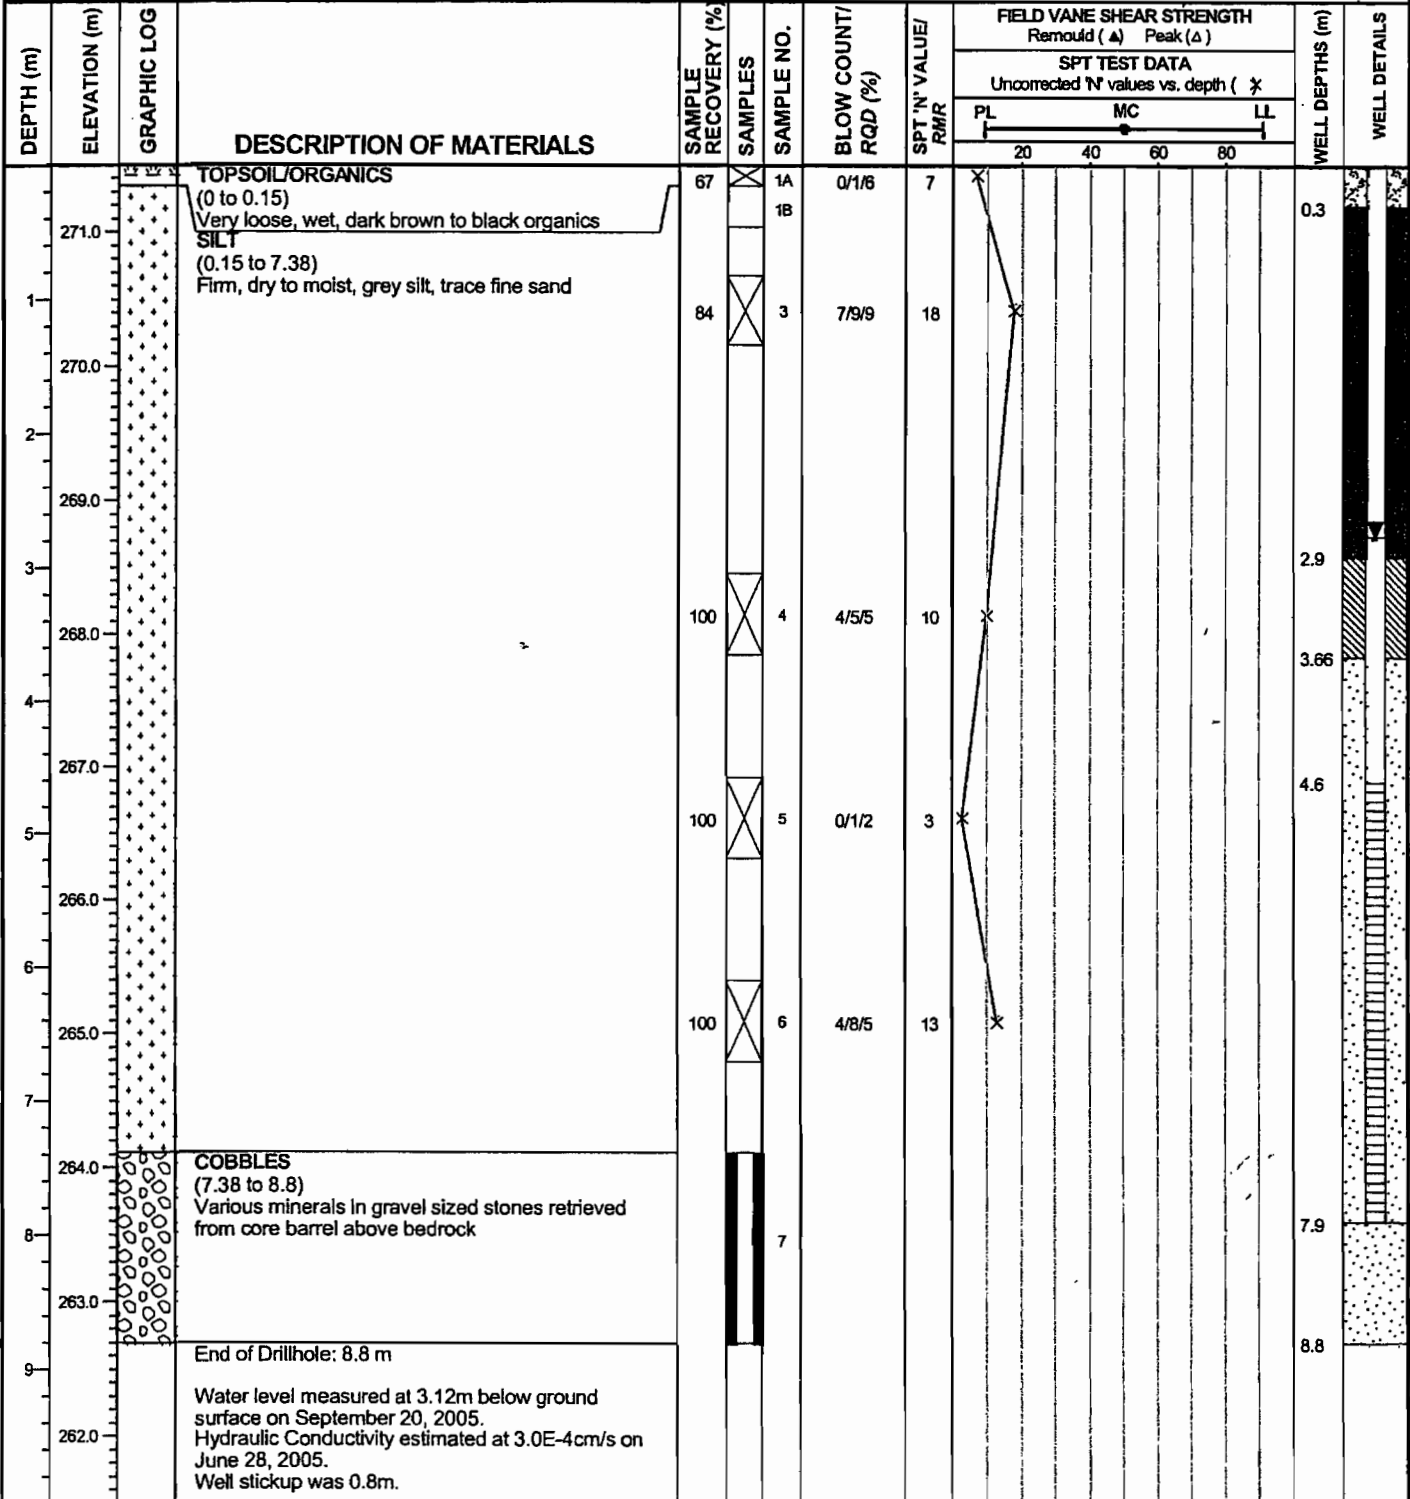 DEPTH (m)
ELEVATION (m)
GRAPHIC LOG
DESCRIPTION OF MATERIALS
SAMPLE RECOVERY (%)
SAMPLES
SAMPLE NO.
BLOW COUNT/
RQD (%)
SPT 'N' VALUE/
RMR
FIELD VANE SHEAR STRENGTH
Remould (▲) Peak (△)
SPT TEST DATA
Uncorrected 'N' values vs. depth ( ⚹
PL MC LL
20 40 60 80
WELL DEPTHS (m)
WELL DETAILS
TOPSOIL/ORGANICS
(0 to 0.15)
Very loose, wet, dark brown to black organics
67 1A 0/1/6 7
1B
0.3
271.0
SILT
(0.15 to 7.38)
Firm, dry to moist, grey silt, trace fine sand
1
84 3 7/9/9 18
270.0
2
269.0
2.9
3
100 4 4/5/5 10
268.0
3.66
4
267.0
4.6
100 5 0/1/2 3
5
266.0
6
100 6 4/8/5 13
265.0
7
264.0
COBBLES
(7.38 to 8.8)
Various minerals in gravel sized stones retrieved
from core barrel above bedrock
7.9
8
7
263.0
8.8
End of Drillhole: 8.8 m
9
Water level measured at 3.12m below ground
surface on September 20, 2005.
262.0
Hydraulic Conductivity estimated at 3.0E-4cm/s on
June 28, 2005.
Well stickup was 0.8m.